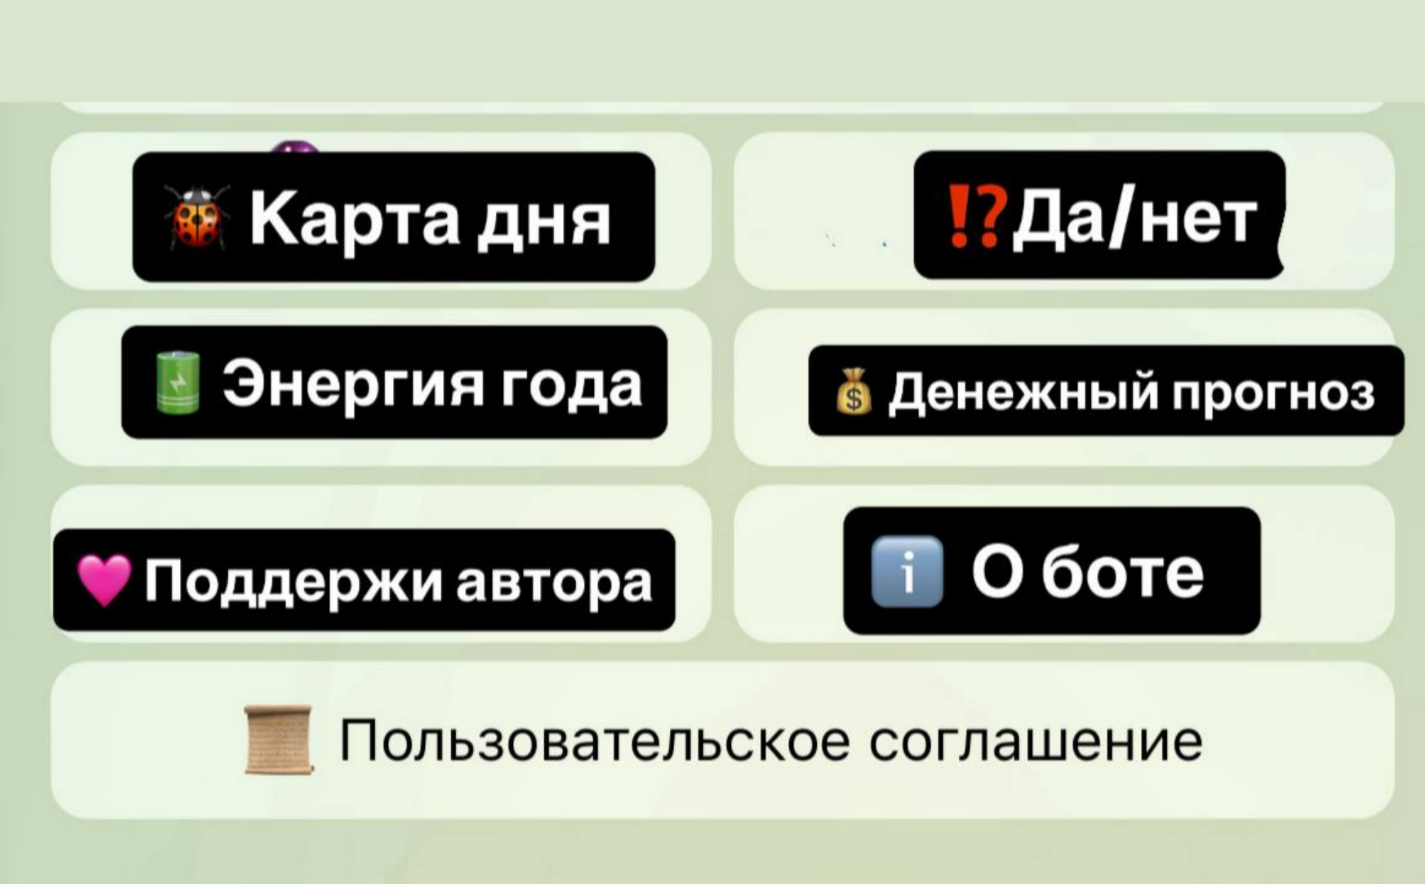 🐞 Карта дня
⁉️Да/нет
🔋 Энергия года
💰 Денежный прогноз
🩷 Поддержи автора
ℹ️ О боте
📜 Пользовательское соглашение